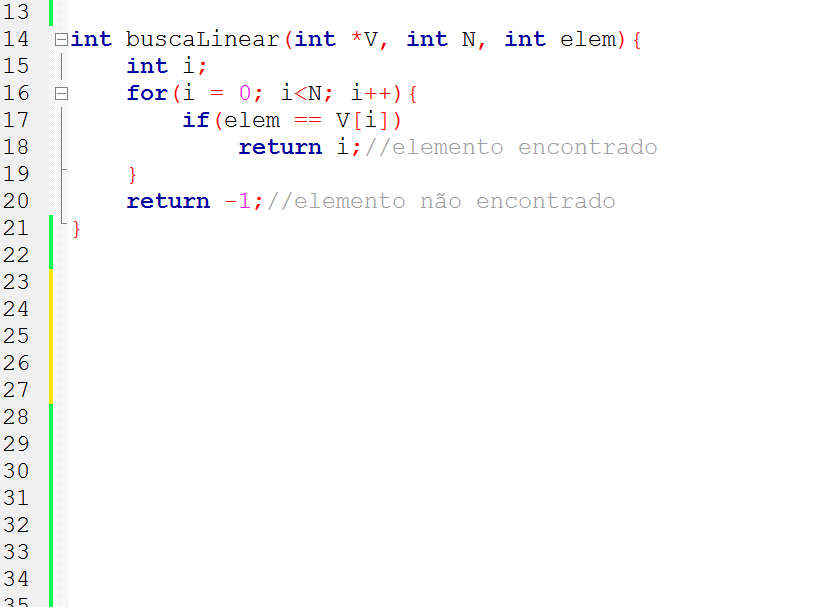 13
14 int buscaLinear(int *V, int N, int elem){
15     int i;
16     for(i = 0; i<N; i++){
17         if(elem == V[i])
18             return i;//elemento encontrado
19     }
20     return -1;//elemento não encontrado
21 }
22
23
24
25
26
27
28
29
30
31
32
33
34
35